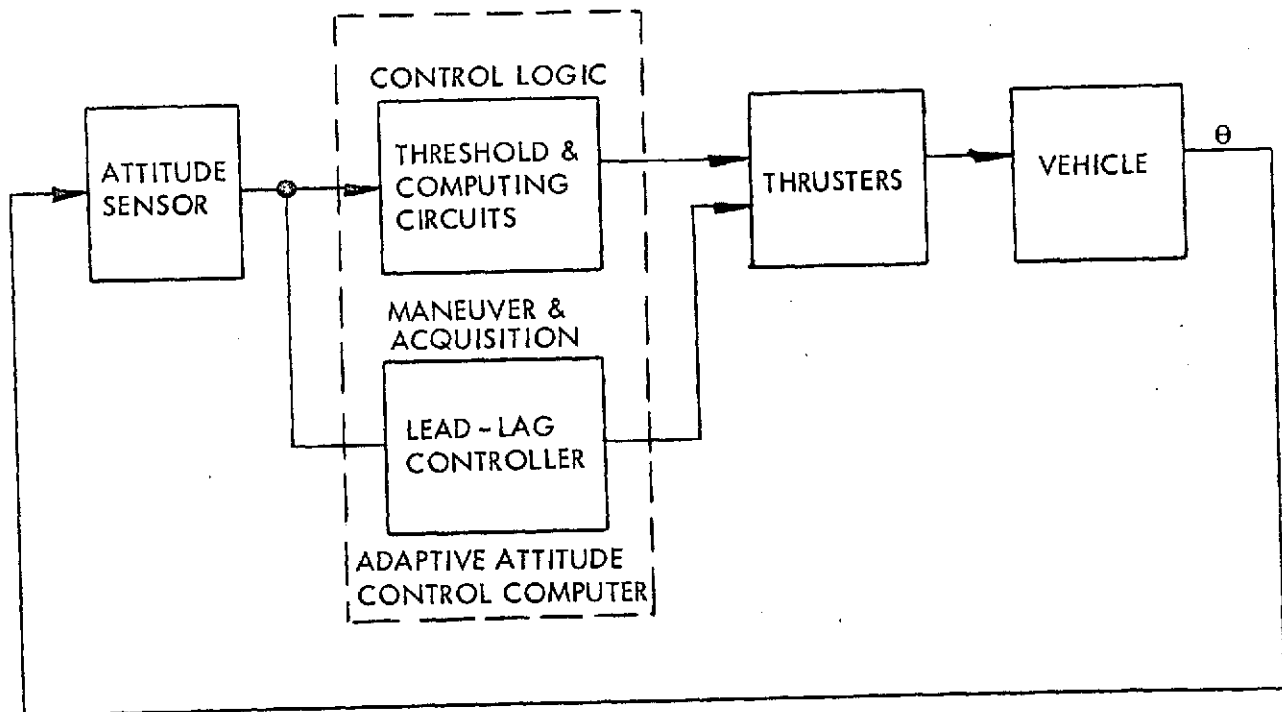 CONTROL LOGIC
ATTITUDE
SENSOR
THRESHOLD &
COMPUTING
CIRCUITS
THRUSTERS
VEHICLE
θ
MANEUVER &
ACQUISITION
LEAD-LAG
CONTROLLER
ADAPTIVE ATTITUDE
CONTROL COMPUTER